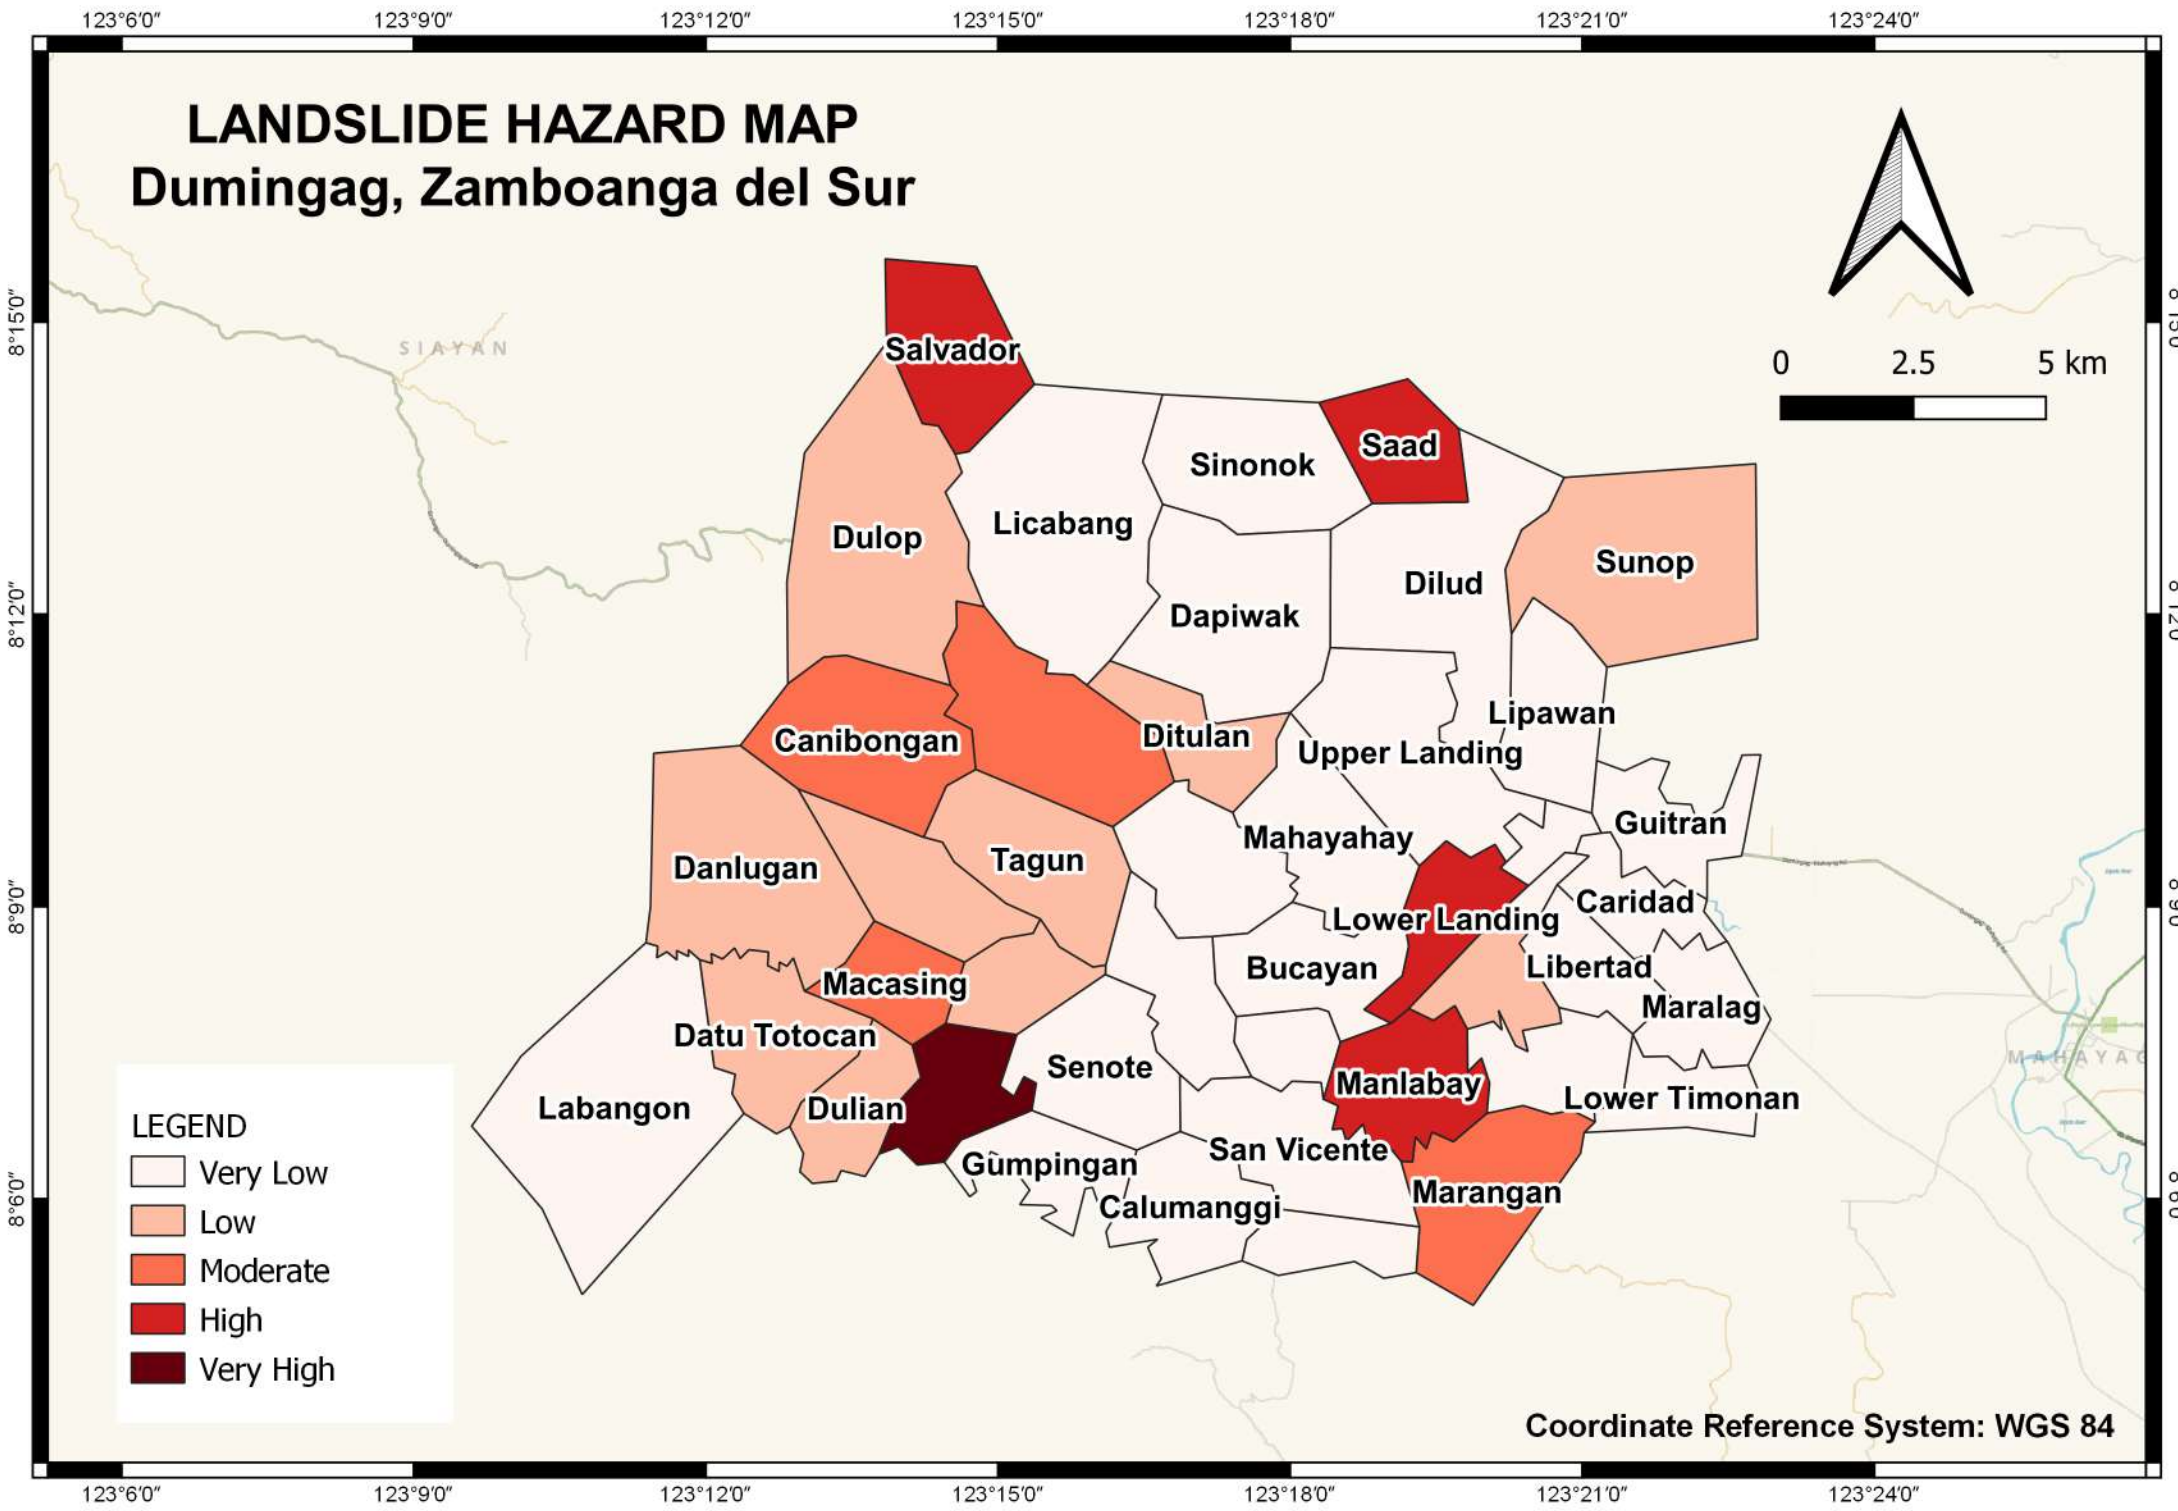 123°6′0″ 123°9′0″ 123°12′0″ 123°15′0″ 123°18′0″ 123°21′0″ 123°24′0″
LANDSLIDE HAZARD MAP
Dumingag, Zamboanga del Sur
8°15′0″
SIAYAN
Salvador
0 2.5 5 km
Saad
Sinonok
Licabang
Dulop
Sunop
Dilud
8°12′0″
Dapiwak
Lipawan
Ditulan
Canibongan
Upper Landing
Guitran
Mahayahay
Tagun
Danlugan
Caridad
8°9′0″
Lower Landing
Bucayan
Libertad
Macasing
Maralag
Datu Totocan
MAHAYAG
Senote
Manlabay
Lower Timonan
Labangon
Dulian
San Vicente
Gumpingan
Marangan
Calumanggi
8°6′0″
LEGEND
Very Low
Low
Moderate
High
Very High
Coordinate Reference System: WGS 84
123°6′0″ 123°9′0″ 123°12′0″ 123°15′0″ 123°18′0″ 123°21′0″ 123°24′0″